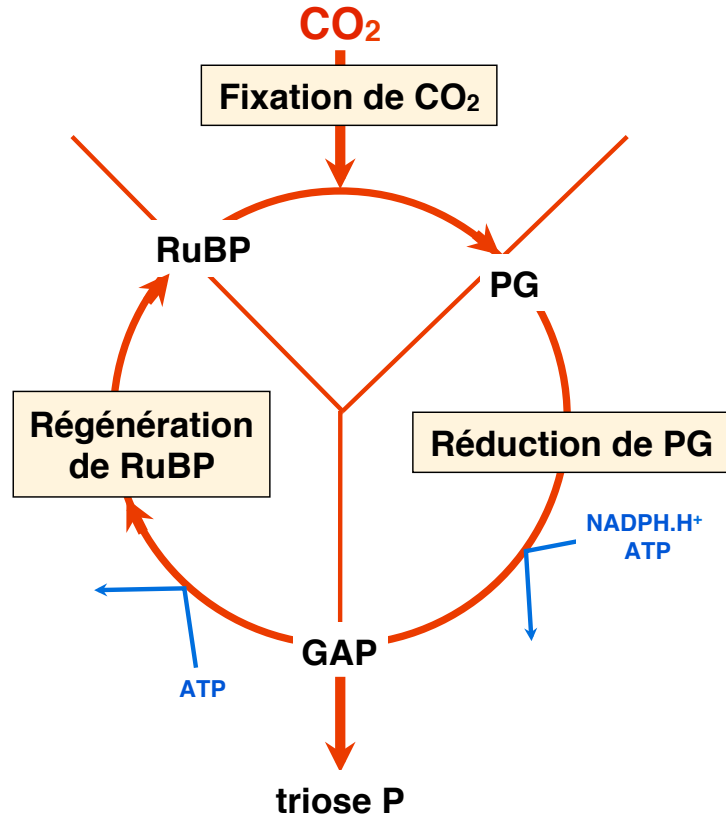 CO₂
Fixation de CO₂
RuBP
PG
Régénération
de RuBP
Réduction de PG
NADPH.H⁺
ATP
GAP
ATP
triose P